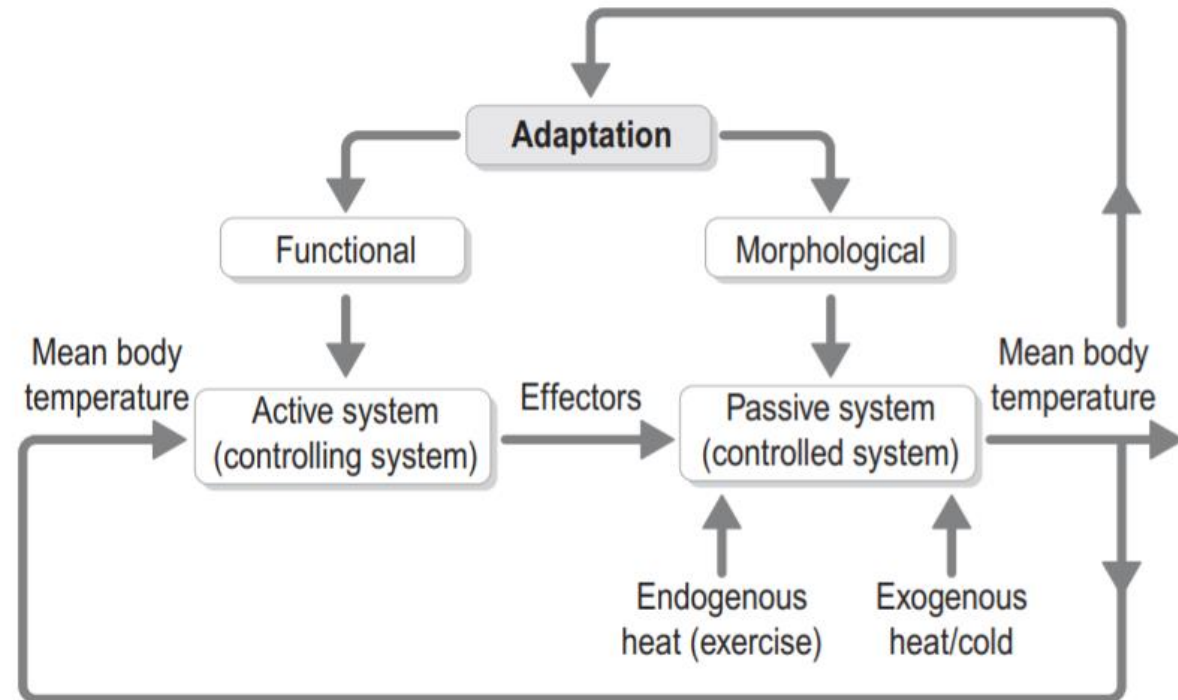 Adaptation
Functional
Morphological
Mean body
temperature
Active system
(controlling system)
Effectors
Passive system
(controlled system)
Mean body
temperature
Endogenous
heat (exercise)
Exogenous
heat/cold